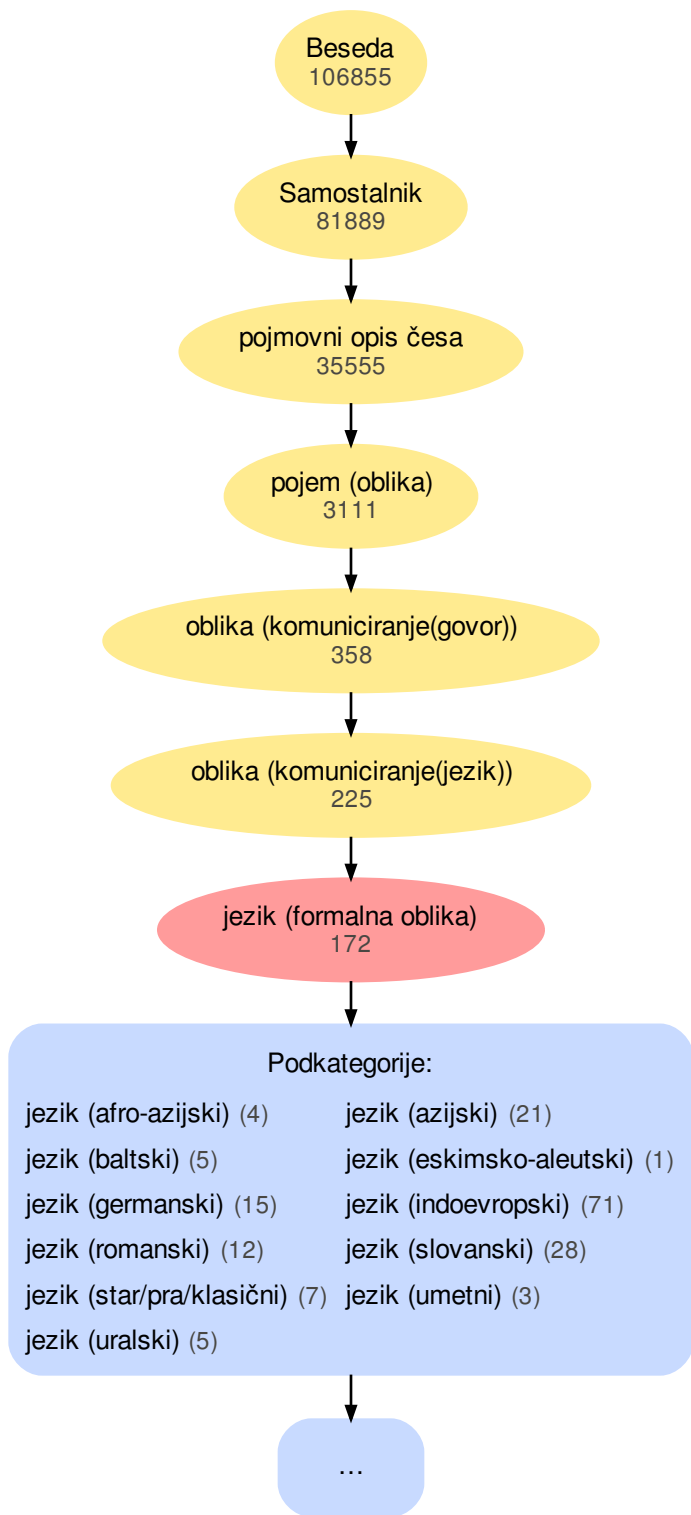 Beseda
106855
Samostalnik
81889
pojmovni opis česa
35555
pojem (oblika)
3111
oblika (komuniciranje(govor))
358
oblika (komuniciranje(jezik))
225
jezik (formalna oblika)
172
Podkategorije:
jezik (afro-azijski) (4) jezik (azijski) (21)
jezik (baltski) (5) jezik (eskimsko-aleutski) (1)
jezik (germanski) (15) jezik (indoevropski) (71)
jezik (romanski) (12) jezik (slovanski) (28)
jezik (star/pra/klasični) (7) jezik (umetni) (3)
jezik (uralski) (5)
...